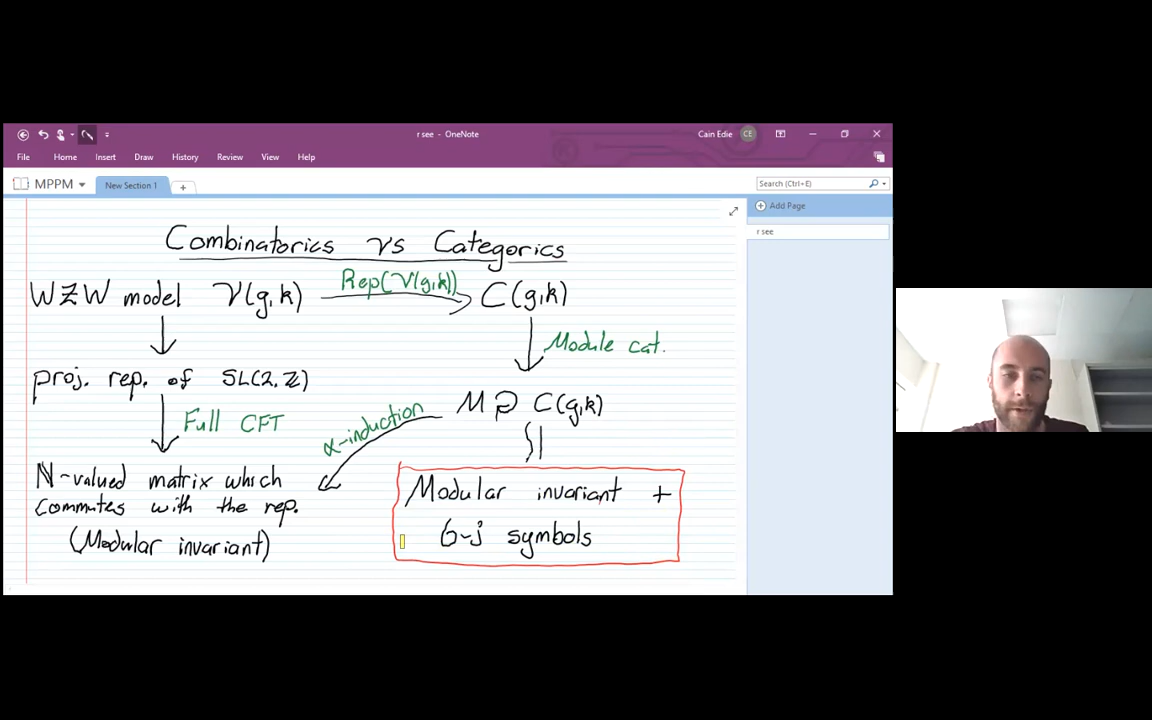 r see - OneNote
Cain Edie
CE
File Home Insert Draw History Review View Help
MPPM
New Section 1
Search (Ctrl+E)
Add Page
r see
Combinatorics vs Categorics
WZW model V(g,k) Rep(V(g,k)) C(g,k)
Module cat.
proj. rep. of SL(2,ℤ)
Full CFT
α-induction
M C(g,k)
ℕ-valued matrix which
commutes with the rep.
(Modular invariant)
Modular invariant +
6-j symbols